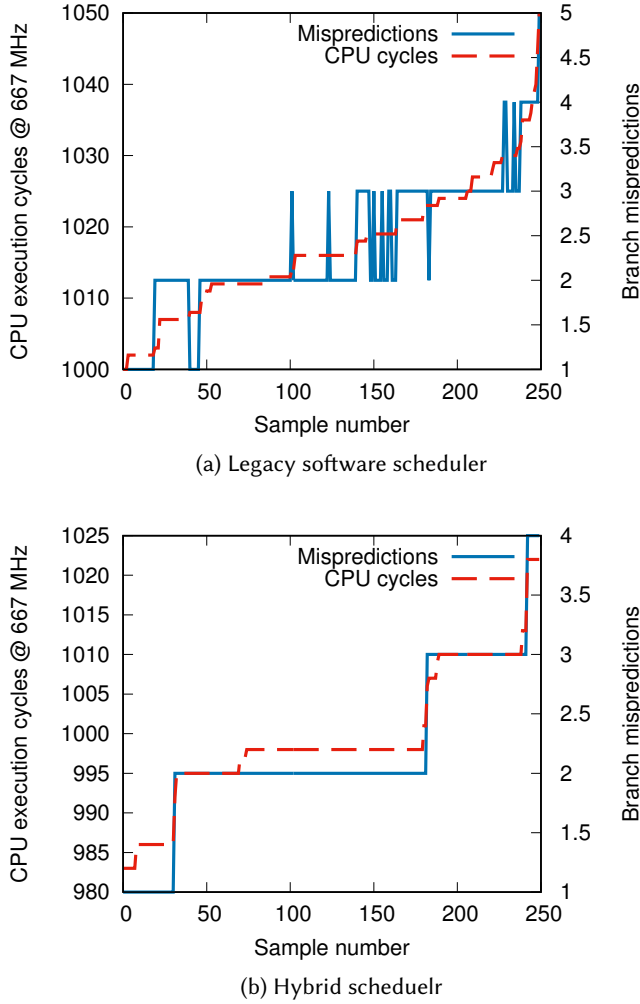 CPU execution cycles @ 667 MHz
1050
1040
1030
1020
1010
1000
Mispredictions
CPU cycles
5
4.5
4
3.5
3
2.5
2
1.5
1
Branch mispredictions
0 50 100 150 200 250
Sample number
(a) Legacy software scheduler
CPU execution cycles @ 667 MHz
1025
1020
1015
1010
1005
1000
995
990
985
980
Mispredictions
CPU cycles
4
3.5
3
2.5
2
1.5
1
Branch mispredictions
0 50 100 150 200 250
Sample number
(b) Hybrid scheduelr